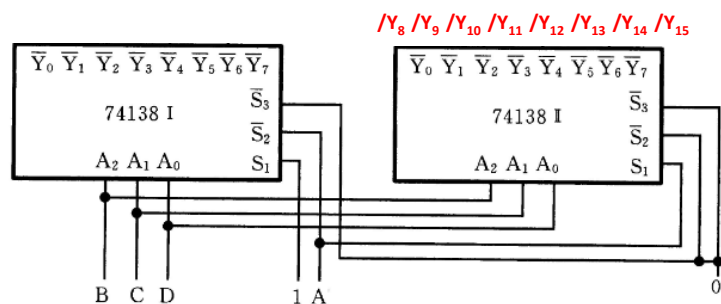 /Y₈ /Y₉ /Y₁₀ /Y₁₁ /Y₁₂ /Y₁₃ /Y₁₄ /Y₁₅
Y̅₀ Y̅₁ Y̅₂ Y̅₃ Y̅₄ Y̅₅ Y̅₆ Y̅₇
S̅₃
74138 Ⅰ
S̅₂
A₂ A₁ A₀ S₁
Y̅₀ Y̅₁ Y̅₂ Y̅₃ Y̅₄ Y̅₅ Y̅₆ Y̅₇
S̅₃
74138 Ⅱ
S̅₂
A₂ A₁ A₀ S₁
B C D 1 A 0